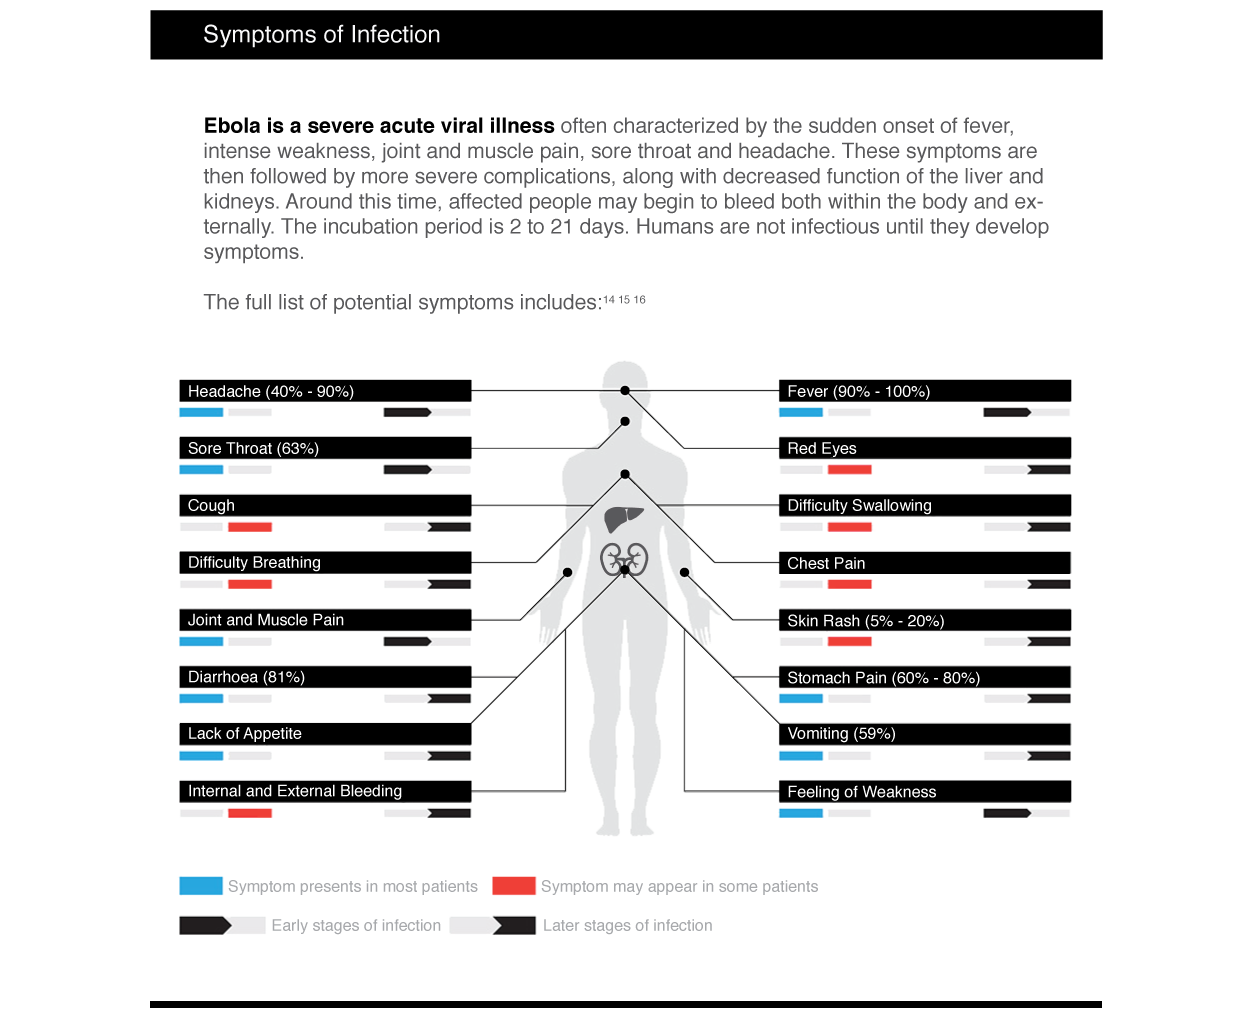 Symptoms of Infection
Ebola is a severe acute viral illness often characterized by the sudden onset of fever,
intense weakness, joint and muscle pain, sore throat and headache. These symptoms are
then followed by more severe complications, along with decreased function of the liver and
kidneys. Around this time, affected people may begin to bleed both within the body and ex-
ternally. The incubation period is 2 to 21 days. Humans are not infectious until they develop
symptoms.
The full list of potential symptoms includes:14 15 16
Headache (40% - 90%)
Sore Throat (63%)
Cough
Difficulty Breathing
Joint and Muscle Pain
Diarrhoea (81%)
Lack of Appetite
Internal and External Bleeding
Fever (90% - 100%)
Red Eyes
Difficulty Swallowing
Chest Pain
Skin Rash (5% - 20%)
Stomach Pain (60% - 80%)
Vomiting (59%)
Feeling of Weakness
Symptom presents in most patients
Symptom may appear in some patients
Early stages of infection
Later stages of infection